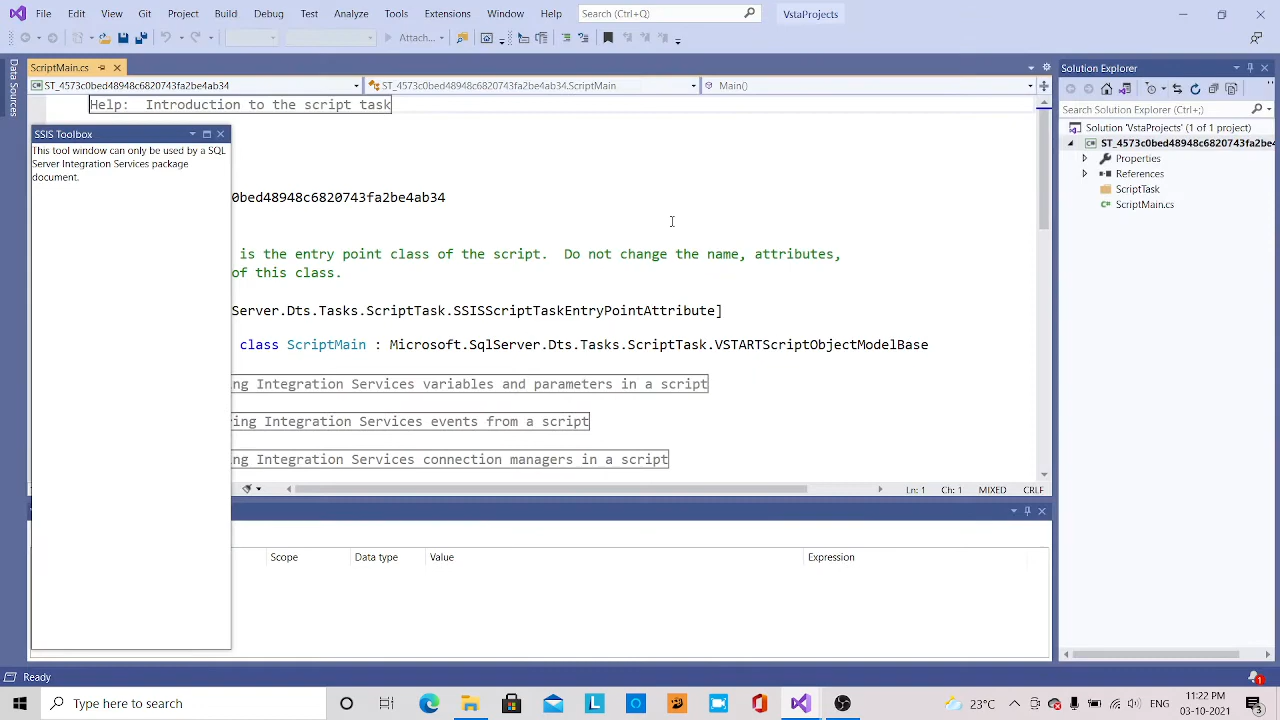 File Edit View Git Project Build Debug Test Analyze Tools Extensions Window Help Search (Ctrl+Q) VstaProjects
Attach...
ScriptMain.cs
ST_4573c0bed48948c6820743fa2be4ab34 ST_4573c0bed48948c6820743fa2be4ab34.ScriptMain Main()
Help:  Introduction to the script task
Data Sources
SSIS Toolbox
This tool window can only be used by a SQL
Server Integration Services package
document.
0bed48948c6820743fa2be4ab34
is the entry point class of the script.  Do not change the name, attributes,
of this class.
Server.Dts.Tasks.ScriptTask.SSISScriptTaskEntryPointAttribute]
class ScriptMain : Microsoft.SqlServer.Dts.Tasks.ScriptTask.VSTARTScriptObjectModelBase
ng Integration Services variables and parameters in a script
ing Integration Services events from a script
ng Integration Services connection managers in a script
Ln: 1 Ch: 1 MIXED CRLF
Scope Data type Value Expression
Solution Explorer
Search Solution Explorer (Ctrl+;)
Solution 'VstaProjects' (1 of 1 project)
ST_4573c0bed48948c6820743fa2be4
Properties
References
ScriptTask
ScriptMain.cs
Ready
1
Type here to search
23°C ENG 11:22 PM
03-10-2021
3